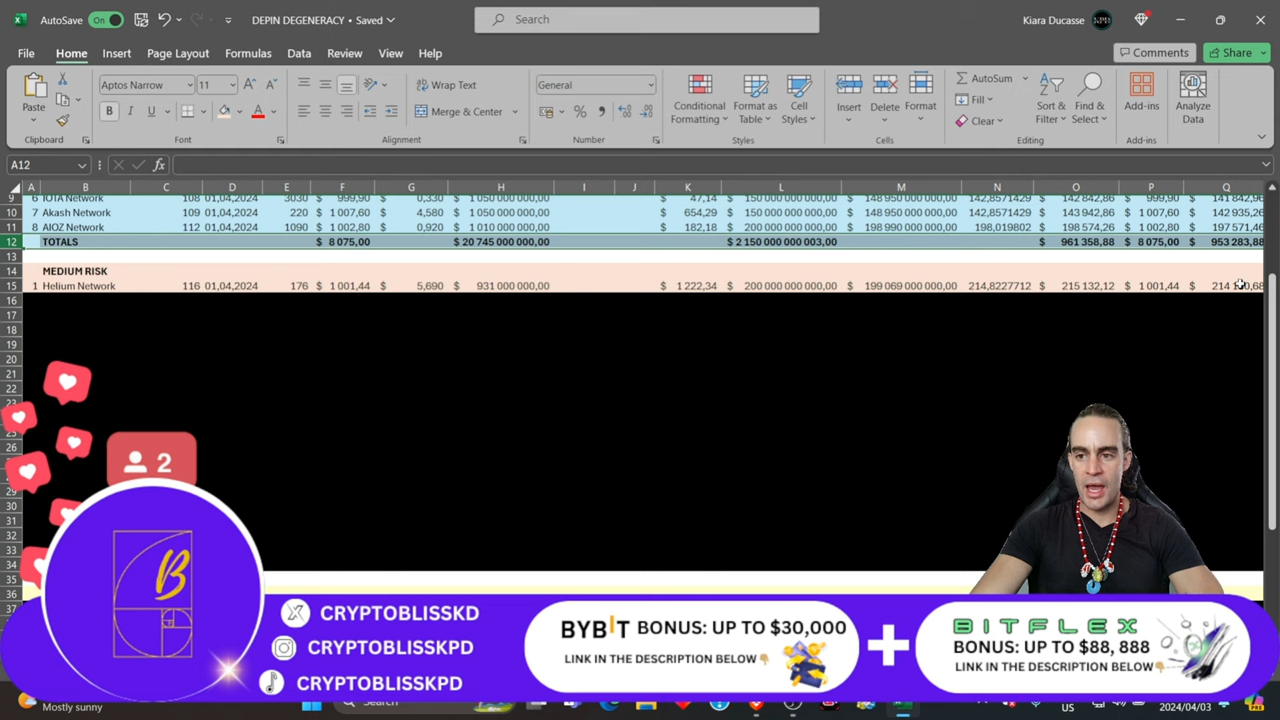 AutoSave On DEPIN DEGENERACY • Saved Search Kiara Ducasse KPD
File Home Insert Page Layout Formulas Data Review View Help Comments Share
Paste Aptos Narrow 11 Wrap Text General Conditional Formatting Format as Table Cell Styles Insert Delete Format AutoSum Sort & Filter Find & Select Add-ins Analyze Data
B I U Merge & Center Fill
Clear
Clipboard Font Alignment Number Styles Cells Editing Add-ins
A12 fx
A B C D E F G H I J K L M N O P Q
9 6 IOTA Network 108 01,04,2024 3030 $ 999,90 $ 0,330 $ 1 050 000 000,00 $ 47,14 $ 150 000 000 000,00 $ 148 950 000 000,00 142,8571429 $ 142 842,86 $ 999,90 $ 141 842,96
10 7 Akash Network 109 01,04,2024 220 $ 1 007,60 $ 4,580 $ 1 050 000 000,00 $ 654,29 $ 150 000 000 000,00 $ 148 950 000 000,00 142,8571429 $ 143 942,86 $ 1 007,60 $ 142 935,26
11 8 AIOZ Network 112 01,04,2024 1090 $ 1 002,80 $ 0,920 $ 1 010 000 000,00 $ 182,18 $ 200 000 000 000,00 $ 198 990 000 000,00 198,019802 $ 198 574,26 $ 1 002,80 $ 197 571,46
12 TOTALS $ 8 075,00 $ 20 745 000 000,00 $ 2 150 000 000 003,00 $ 961 358,88 $ 8 075,00 $ 953 283,88
13
14 MEDIUM RISK
15 1 Helium Network 116 01,04,2024 176 $ 1 001,44 $ 5,690 $ 931 000 000,00 $ 1 222,34 $ 200 000 000 000,00 $ 199 069 000 000,00 214,8227712 $ 215 132,12 $ 1 001,44 $
16
17
18
19
20
21
22
23
26
2
29
30
31
32
33
34
35
36
37
B
CRYPTOBLISSKD
CRYPTOBLISSKPD
CRYPTOBLISSKPD
BYBIT BONUS: UP TO $30,000
LINK IN THE DESCRIPTION BELOW
BITFLEX
BONUS: UP TO $88, 888
LINK IN THE DESCRIPTION BELOW
Mostly sunny Search US 2024/04/03